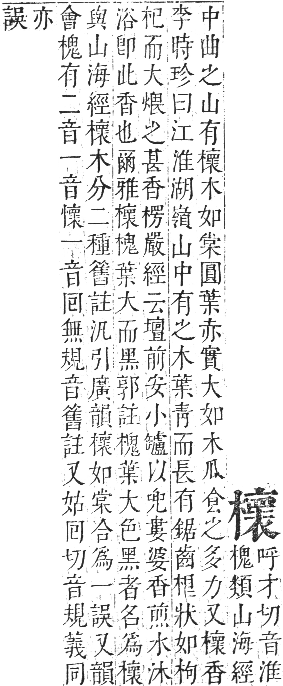 櫰
呼才切音淮
槐類山海經
中曲之山有櫰木如棠圓葉赤實大如木瓜食之多力又櫰香
李時珍曰江淮湖嶺山中有之木葉青而長有鋸齒枑狀如枸
杞而大煨之甚香楞嚴經云壇前安小罏以兜婁婆香煎水沐
浴卽此香也爾雅櫰槐葉大而黑郭註槐葉大色黑者名爲櫰
與山海經櫰木分二種舊註汎引廣韻櫰如棠合爲一誤又韻
會槐有二音一音懷一音囘無規音舊註又姑囘切音規義同
亦
誤